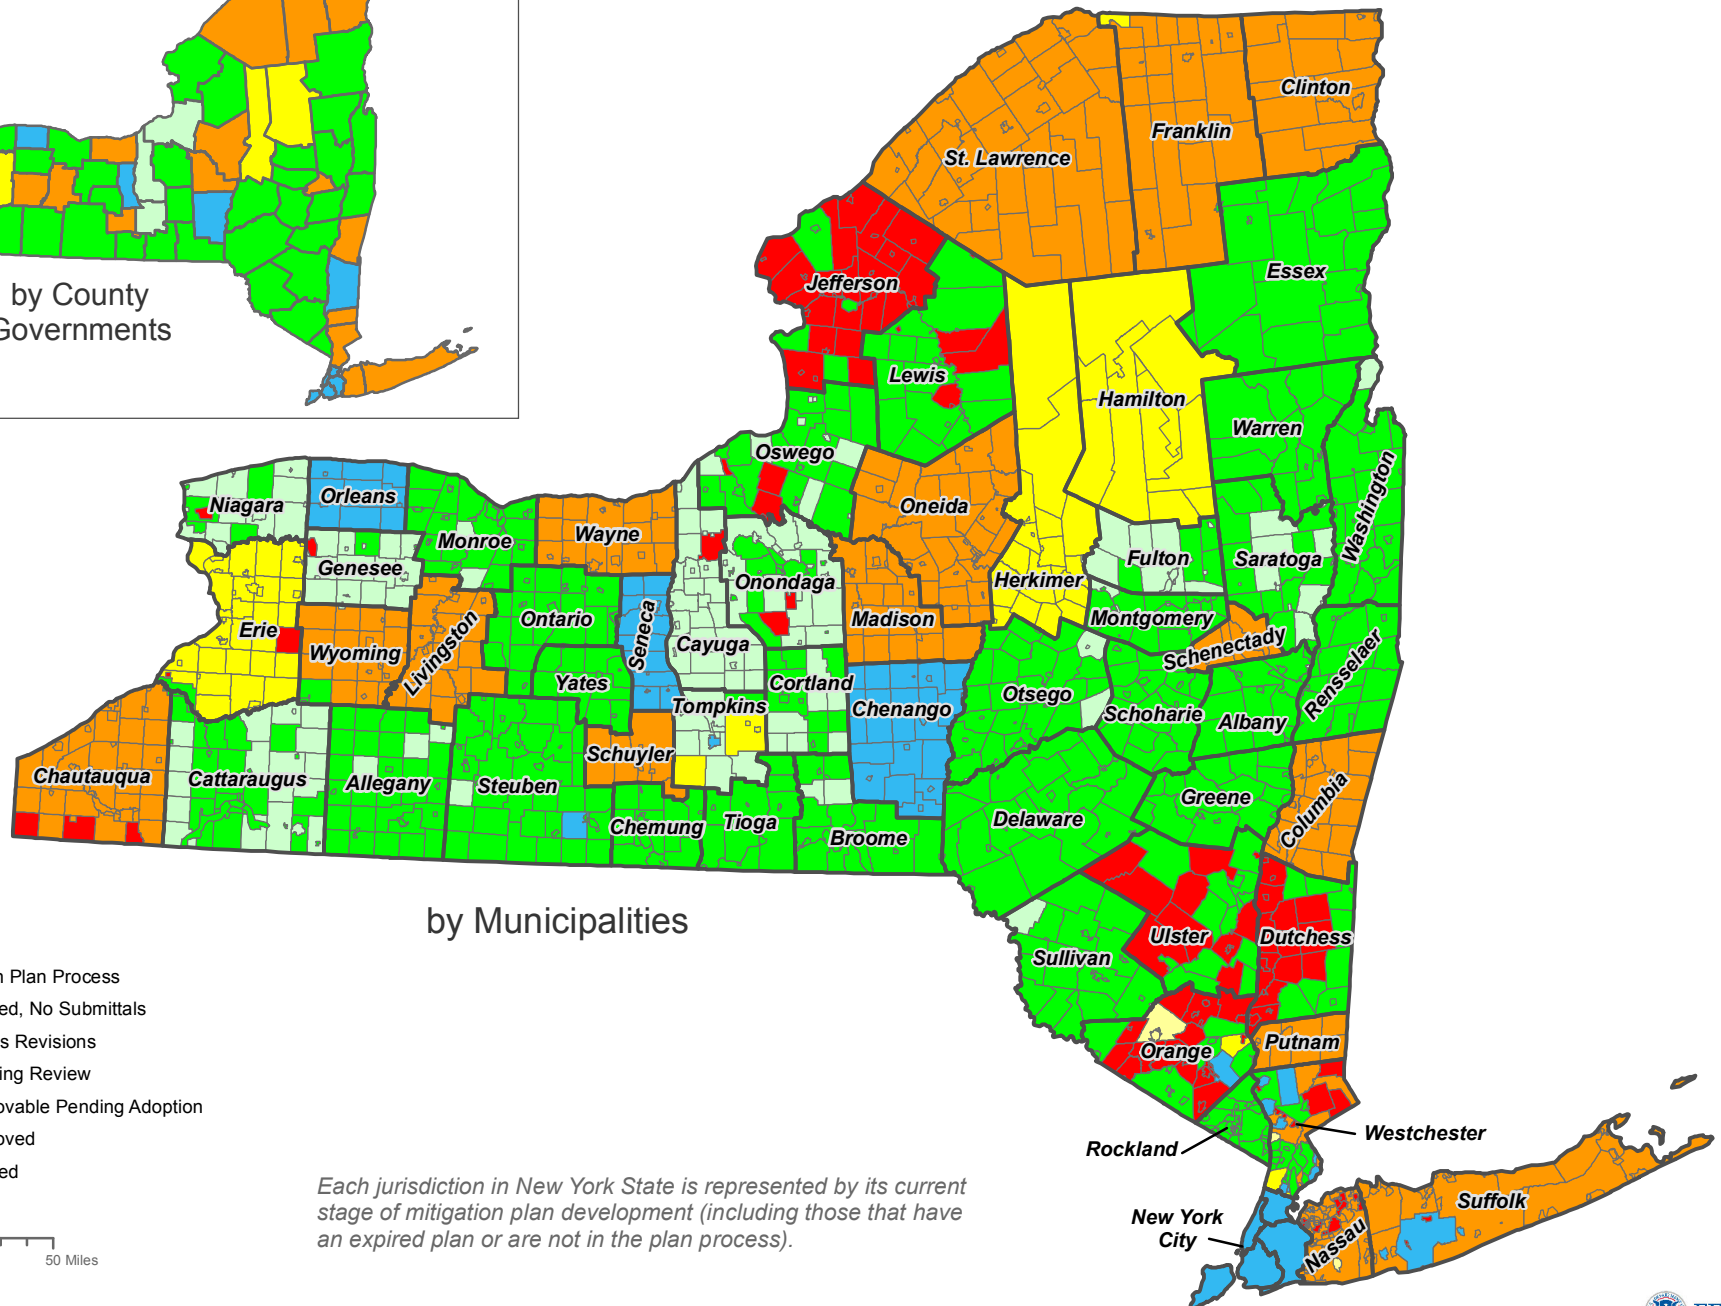 by County
Governments
Clinton
Franklin
St. Lawrence
Essex
Jefferson
Lewis
Hamilton
Warren
Oswego
Washington
Orleans
Niagara
Oneida
Wayne
Monroe
Fulton
Saratoga
Genesee
Herkimer
Onondaga
Ontario
Madison
Montgomery
Erie
Seneca
Cayuga
Schenectady
Wyoming
Livingston
Rensselaer
Yates
Cortland
Otsego
Tompkins
Chenango
Schoharie
Albany
Schuyler
Chautauqua
Cattaraugus
Allegany
Steuben
Greene
Columbia
Chemung
Tioga
Delaware
Broome
by Municipalities
Ulster
Dutchess
Sullivan
Plan Process
No Submittals
Revisions
Review
Orange
Putnam
Pending Adoption
Westchester
Rockland
Each jurisdiction in New York State is represented by its current
stage of mitigation plan development (including those that have
an expired plan or are not in the plan process).
Suffolk
New York
City
Nassau
50 Miles